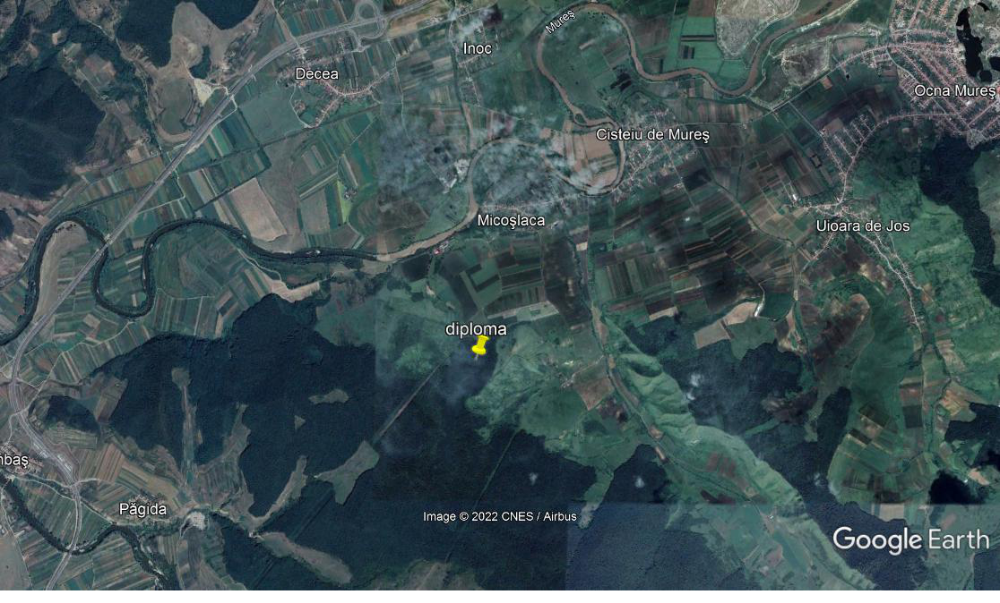 Mureş
Inoc
Decea
Ocna Mureş
Cisteiu de Mureş
Micoşlaca
Uioara de Jos
diploma
nbaş
Păgida
Image © 2022 CNES / Airbus
Google Earth